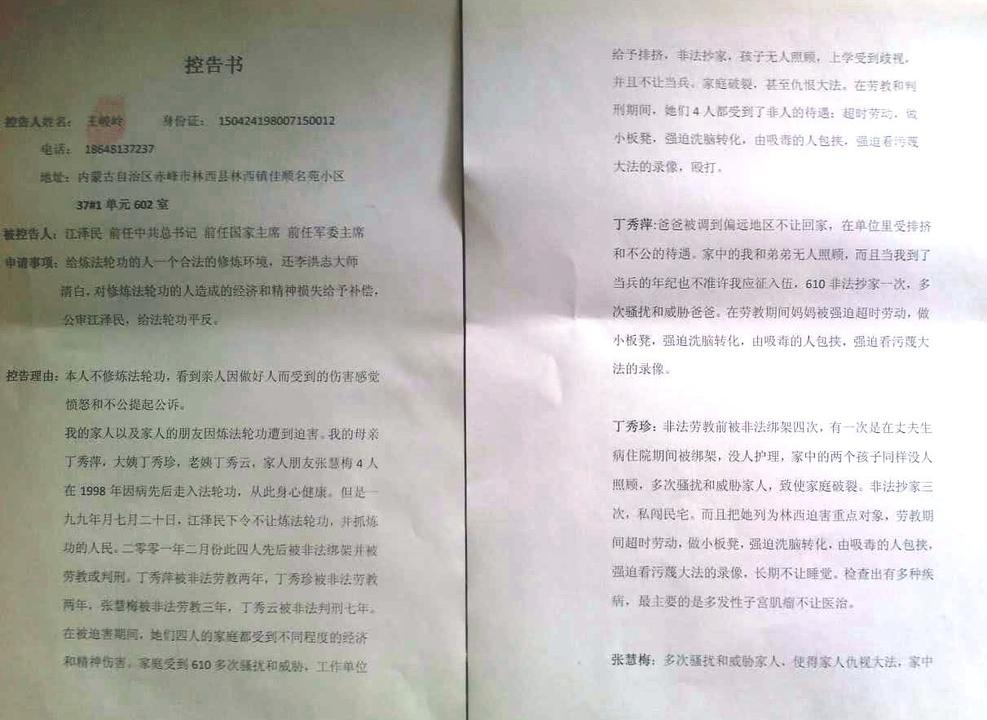 控告书
控告人姓名： 王峻岭 身份证： 150424198007150012
电话： 18648137237
地址：内蒙古自治区赤峰市林西县林西镇佳顺名苑小区
37#1 单元 602 室
被控告人：江泽民 前任中共总书记 前任国家主席 前任军委主席
申请事项：给炼法轮功的人一个合法的修炼环境，还李洪志大师
清白，对修炼法轮功的人造成的经济和精神损失给予补偿，
公审江泽民，给法轮功平反。
控告理由：本人不修炼法轮功，看到亲人因做好人而受到的伤害感觉
愤怒和不公提起公诉。
我的家人以及家人的朋友因炼法轮功遭到迫害。我的母亲
丁秀萍，大姨丁秀珍，老姨丁秀云，家人朋友张慧梅 4 人
在 1998 年因病先后走入法轮功，从此身心健康。但是一
九九年月七月二十日，江泽民下令不让炼法轮功，并抓炼
功的人民。二零零一年二月份此四人先后被非法绑架并被
劳教或判刑。丁秀萍被非法劳教两年，丁秀珍被非法劳教
两年，张慧梅被非法劳教三年，丁秀云被非法判刑七年。
在被迫害期间，她们四人的家庭都受到不同程度的经济
和精神伤害。家庭受到 610 多次骚扰和威胁，工作单位
给予排挤，非法抄家，孩子无人照顾，上学受到歧视，
并且不让当兵。家庭破裂，甚至仇恨大法。在劳教和判
刑期间，她们 4 人都受到了非人的待遇：超时劳动，做
小板凳，强迫洗脑转化，由吸毒的人包挟，强迫看污蔑
大法的录像，殴打。
丁秀萍:爸爸被调到偏远地区不让回家，在单位里受排挤
和不公的待遇。家中的我和弟弟无人照顾，而且当我到了
当兵的年纪也不准许我应征入伍，610 非法抄家一次，多
次骚扰和威胁爸爸。在劳教期间妈妈被强迫超时劳动，做
小板凳，强迫洗脑转化，由吸毒的人包挟，强迫看污蔑大
法的录像。
丁秀珍：非法劳教前被非法绑架四次，有一次是在丈夫生
病住院期间被绑架，没人护理，家中的两个孩子同样没人
照顾，多次骚扰和威胁家人，致使家庭破裂。非法抄家三
次，私闯民宅。而且把她列为林西迫害重点对象，劳教期
间超时劳动，做小板凳，强迫洗脑转化，由吸毒的人包挟，
强迫看污蔑大法的录像，长期不让睡觉。检查出有多种疾
病，最主要的是多发性子宫肌瘤不让医治。
张慧梅：多次骚扰和威胁家人，使得家人仇视大法，家中